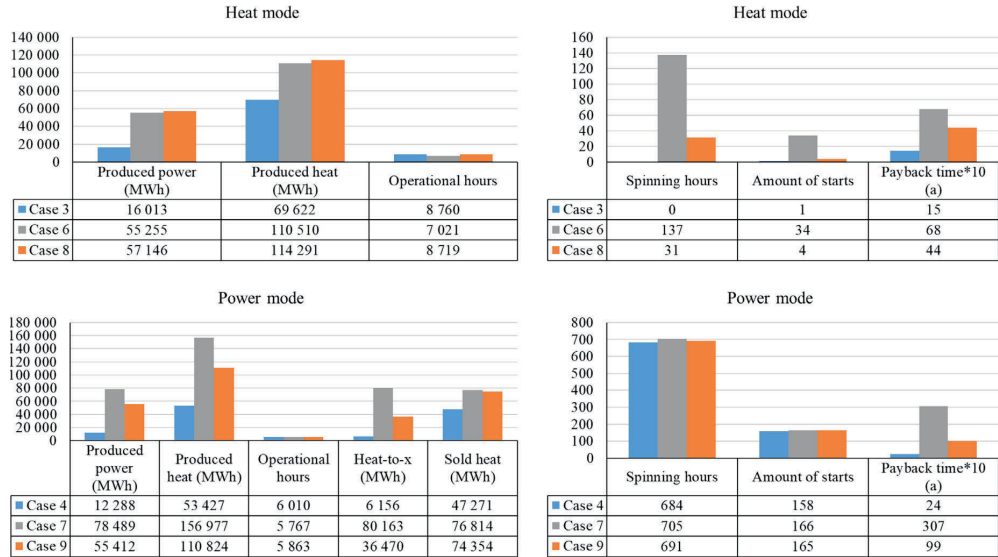 Heat mode
140 000
120 000
100 000
80 000
60 000
40 000
20 000
0
Produced power (MWh) Produced heat (MWh) Operational hours
Case 3 16 013 69 622 8 760
Case 6 55 255 110 510 7 021
Case 8 57 146 114 291 8 719
Heat mode
160
140
120
100
80
60
40
20
0
Spinning hours Amount of starts Payback time*10 (a)
Case 3 0 1 15
Case 6 137 34 68
Case 8 31 4 44
Power mode
180 000
160 000
140 000
120 000
100 000
80 000
60 000
40 000
20 000
0
Produced power (MWh) Produced heat (MWh) Operational hours Heat-to-x (MWh) Sold heat (MWh)
Case 4 12 288 53 427 6 010 6 156 47 271
Case 7 78 489 156 977 5 767 80 163 76 814
Case 9 55 412 110 824 5 863 36 470 74 354
Power mode
800
700
600
500
400
300
200
100
0
Spinning hours Amount of starts Payback time*10 (a)
Case 4 684 158 24
Case 7 705 166 307
Case 9 691 165 99